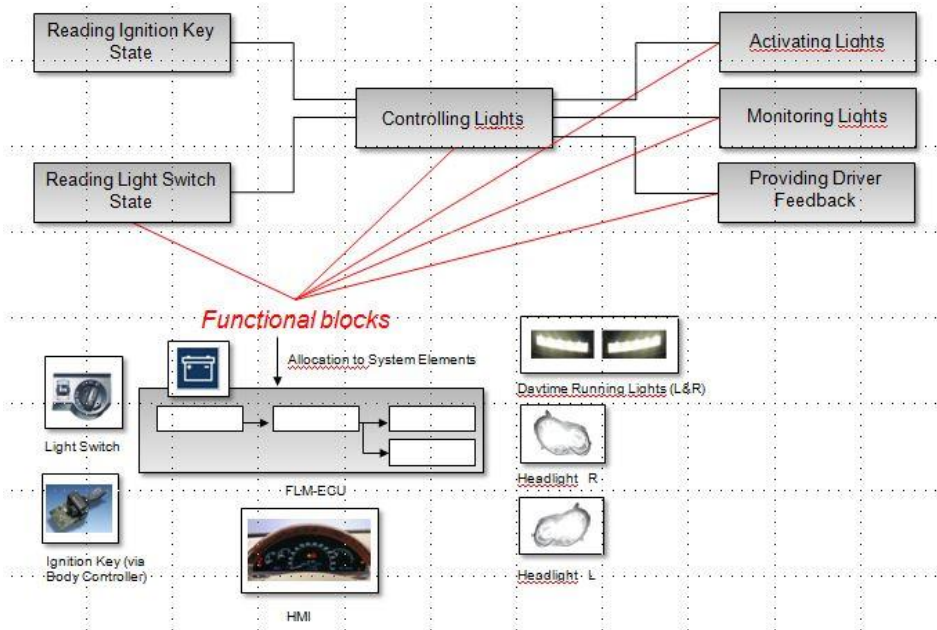 Reading Ignition Key
State
Activating Lights
Controlling Lights
Monitoring Lights
Reading Light Switch
State
Providing Driver
Feedback
Functional blocks
Allocation to System Elements
Light Switch
Daytime Running Lights (L&R)
Headlight R
FLM-ECU
Ignition Key (via
Body Controller)
Headlight L
HMI